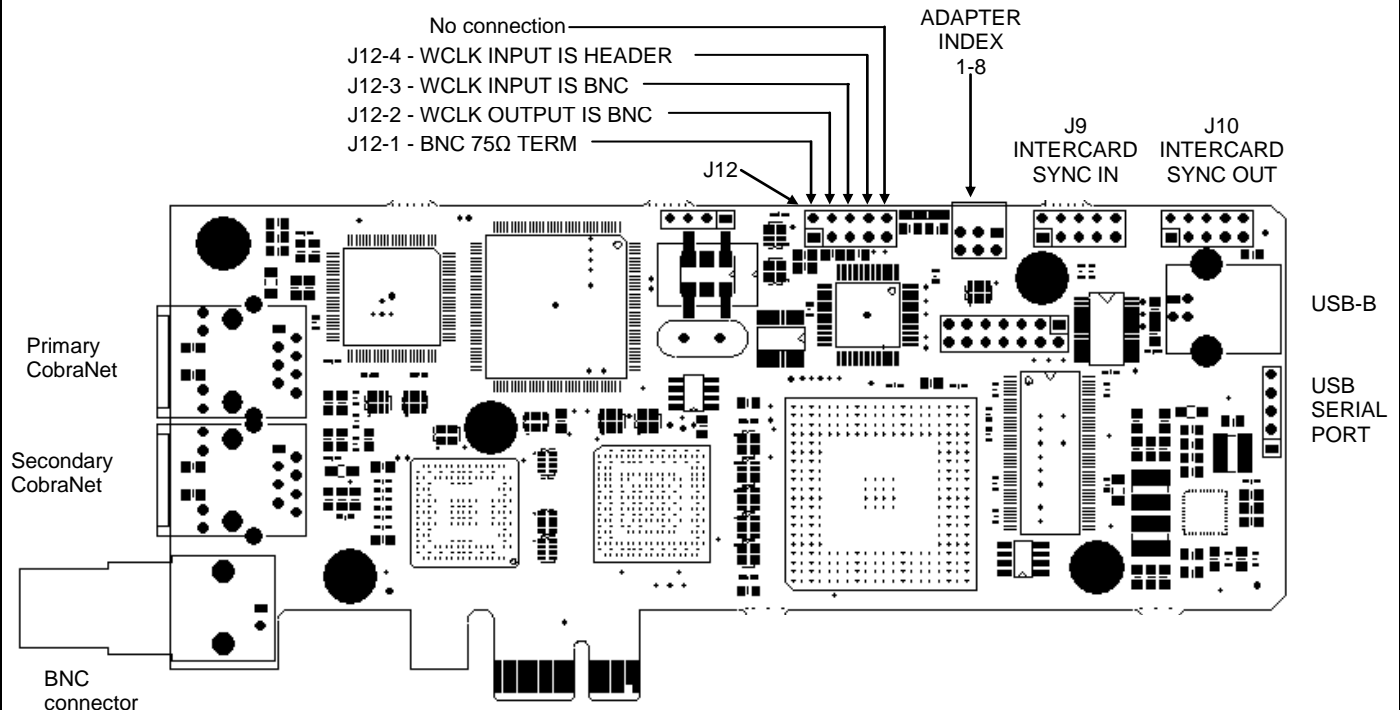 No connection
J12-4 - WCLK INPUT IS HEADER
J12-3 - WCLK INPUT IS BNC
J12-2 - WCLK OUTPUT IS BNC
J12-1 - BNC 75Ω TERM
J12
ADAPTER
INDEX
1-8
J9
INTERCARD
SYNC IN
J10
INTERCARD
SYNC OUT
USB-B
USB
SERIAL
PORT
Primary
CobraNet
Secondary
CobraNet
BNC
connector